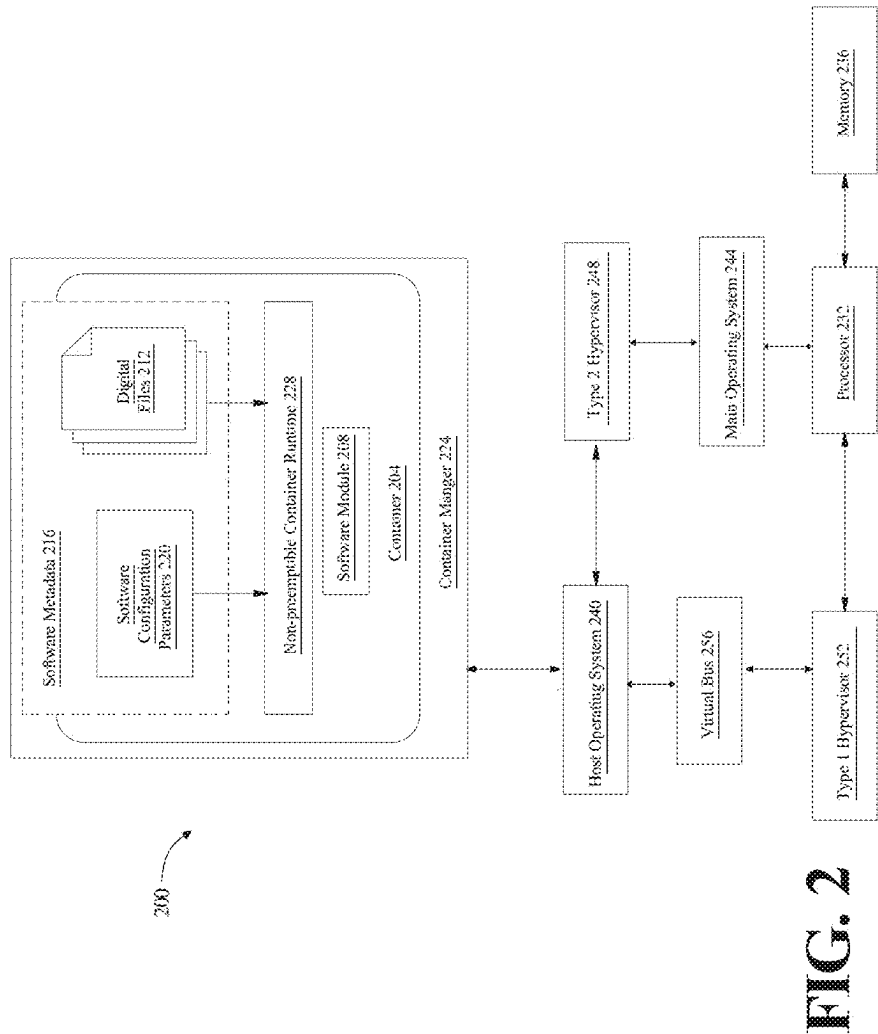 200
Software Metadata 216
Software
Configuration
Parameters 220
Digital
Files 212
Non-preemptible Container Runtime 228
Software Module 208
Container 204
Container Manger 224
Host Operating System 240
Type 2 Hypervisor 248
Virtual Bus 256
Main Operating System 244
Type 1 Hypervisor 252
Processor 232
Memory 236
FIG. 2